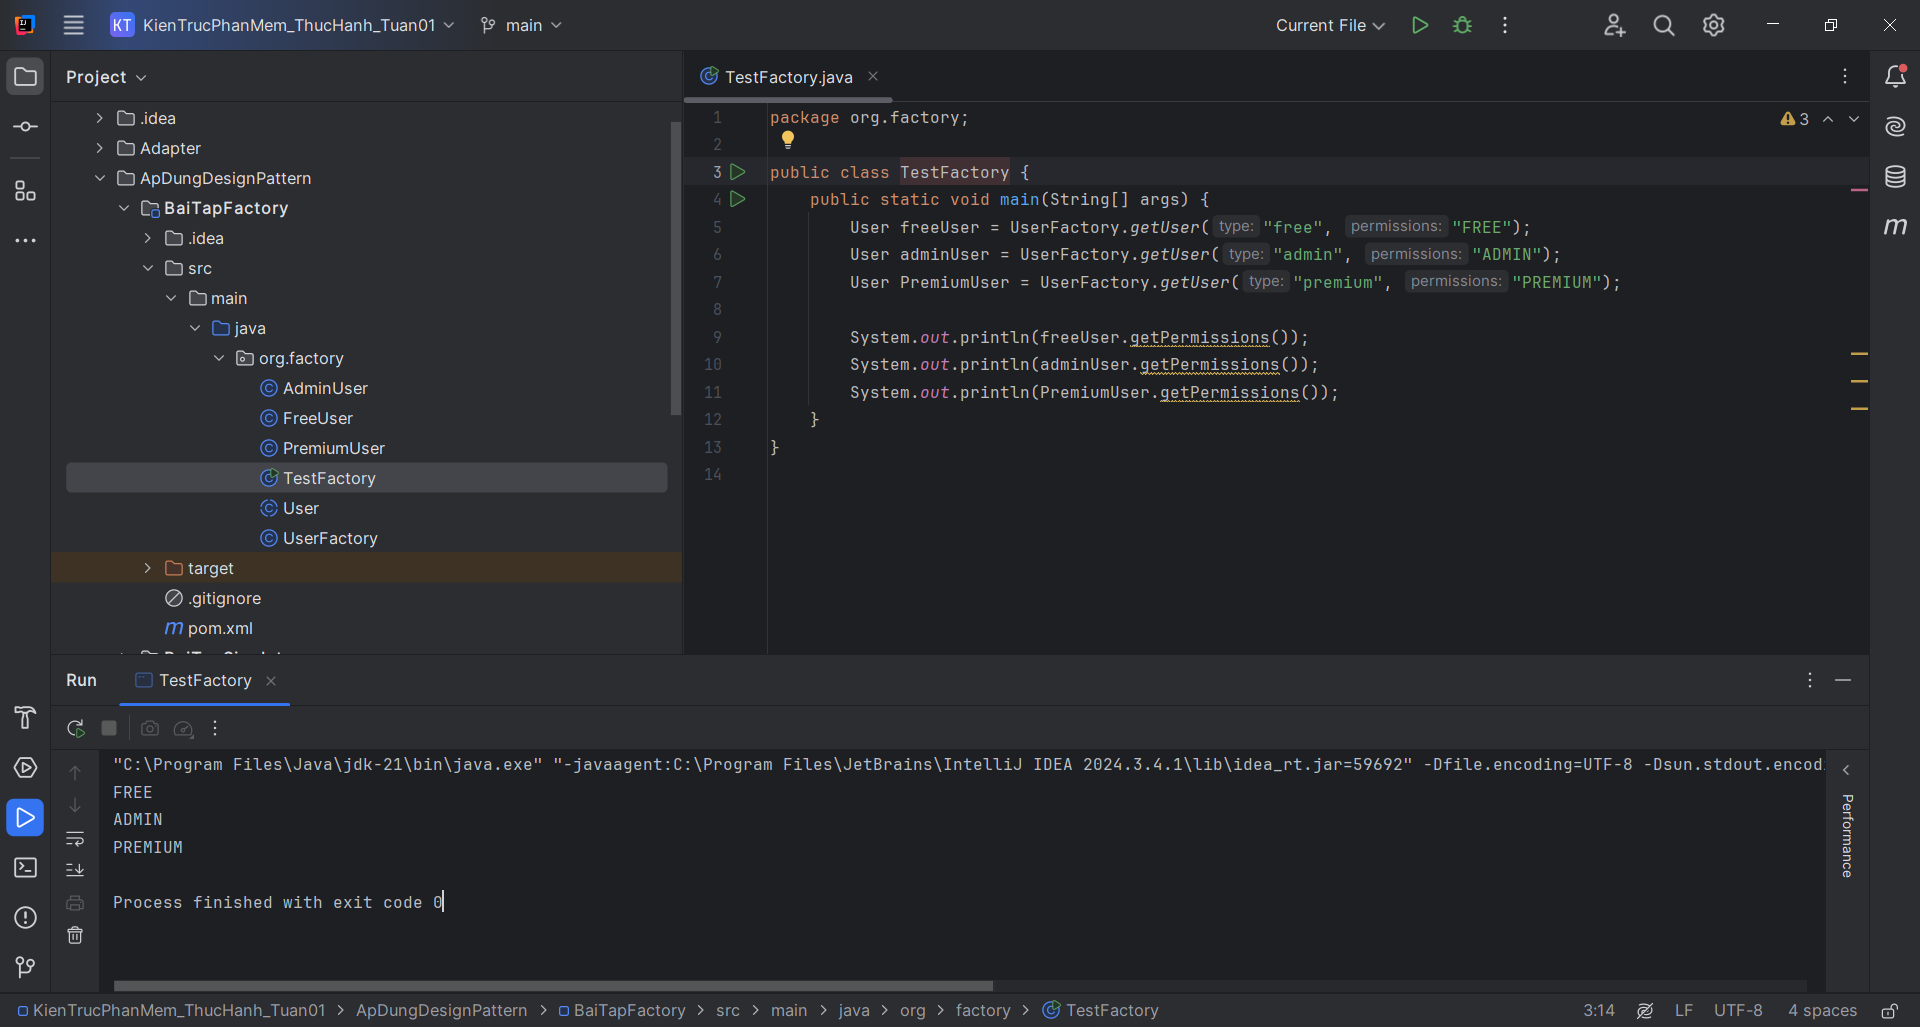 KT KienTrucPhanMem_ThucHanh_Tuan01 main Current File
Project
TestFactory.java
.idea
Adapter
ApDungDesignPattern
BaiTapFactory
.idea
src
main
java
org.factory
AdminUser
FreeUser
PremiumUser
TestFactory
User
UserFactory
target
.gitignore
m pom.xml
3
1 package org.factory;
2
3 public class TestFactory {
4 public static void main(String[] args) {
5 User freeUser = UserFactory.getUser( type: "free", permissions: "FREE");
6 User adminUser = UserFactory.getUser( type: "admin", permissions: "ADMIN");
7 User PremiumUser = UserFactory.getUser( type: "premium", permissions: "PREMIUM");
8
9 System.out.println(freeUser.getPermissions());
10 System.out.println(adminUser.getPermissions());
11 System.out.println(PremiumUser.getPermissions());
12 }
13 }
14
m
Run TestFactory
"C:\Program Files\Java\jdk-21\bin\java.exe" "-javaagent:C:\Program Files\JetBrains\IntelliJ IDEA 2024.3.4.1\lib\idea_rt.jar=59692" -Dfile.encoding=UTF-8 -Dsun.stdout.encodi
FREE
ADMIN
PREMIUM
Process finished with exit code 0
Performance
KienTrucPhanMem_ThucHanh_Tuan01 > ApDungDesignPattern > BaiTapFactory > src > main > java > org > factory > TestFactory 3:14 LF UTF-8 4 spaces